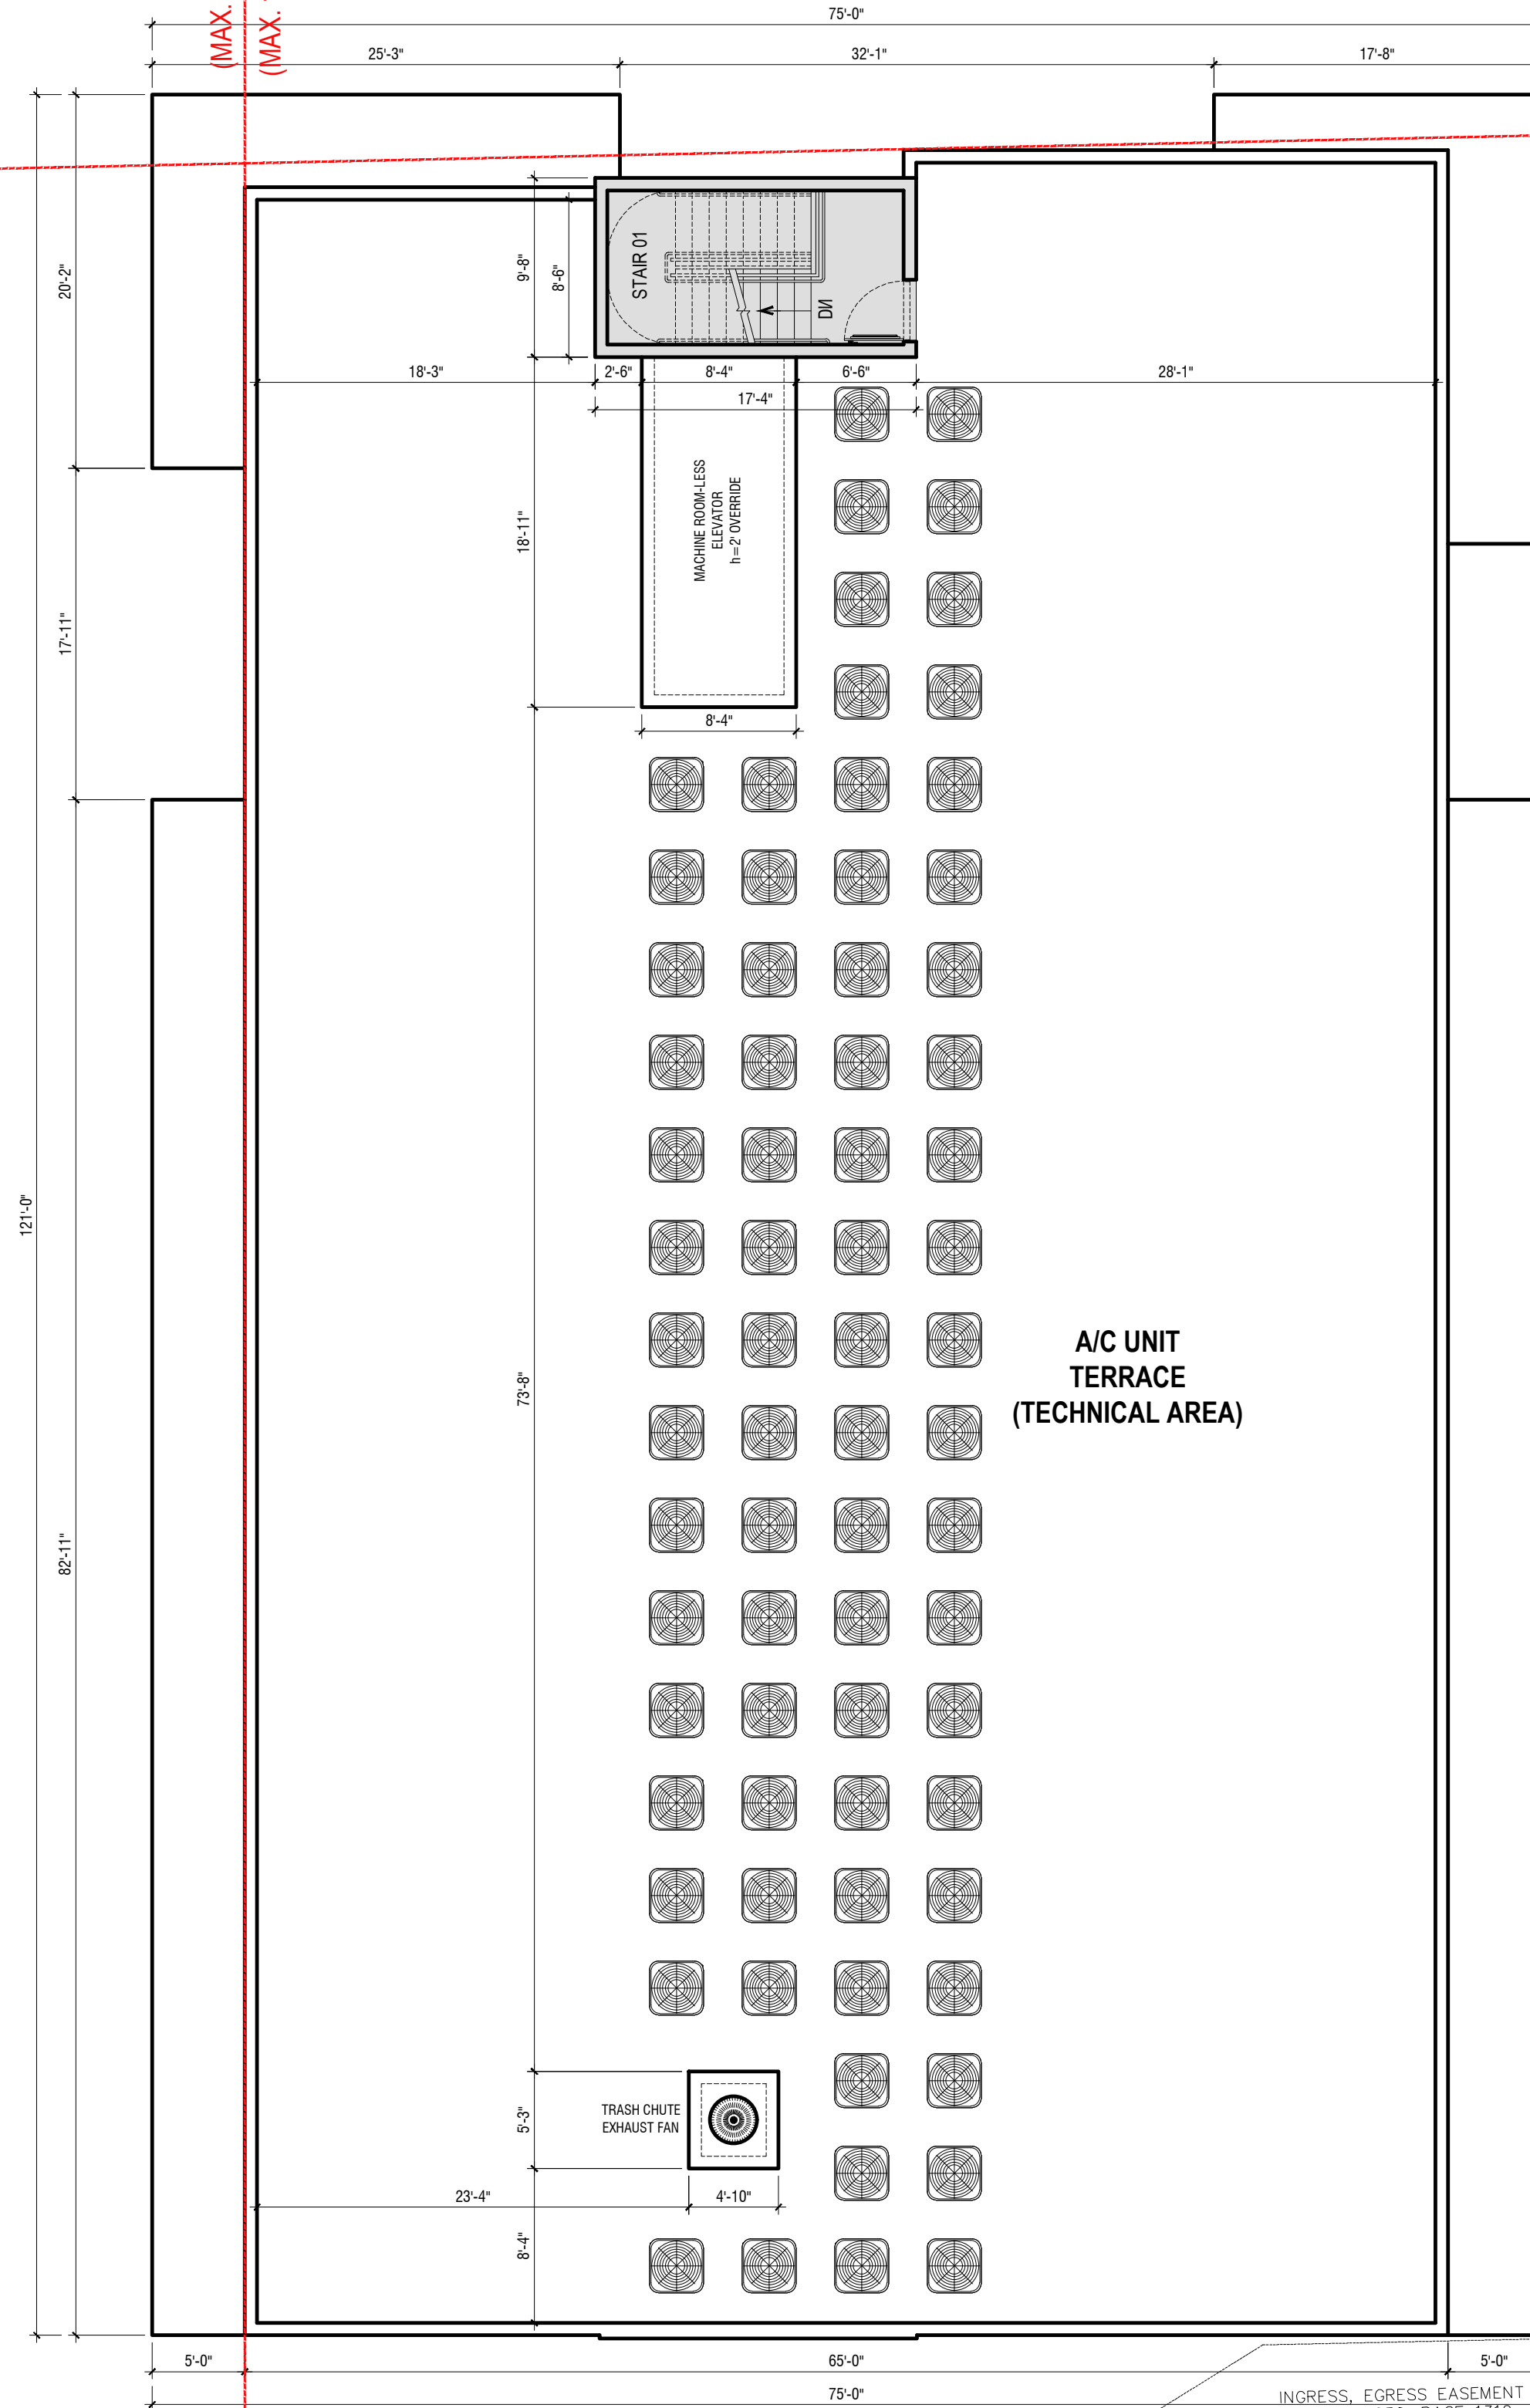 75'-0"
(MAX.
(MAX.
25'-3"
32'-1"
17'-8"
20'-2"
9'-8"
8'-6"
STAIR 01
DN
18'-3"
2'-6"
8'-4"
6'-6"
28'-1"
17'-4"
MACHINE ROOM-LESS
ELEVATOR
h=2' OVERRIDE
18'-11"
17'-11"
8'-4"
121'-0"
A/C UNIT
TERRACE
(TECHNICAL AREA)
73'-8"
82'-11"
TRASH CHUTE
EXHAUST FAN
5'-3"
23'-4"
4'-10"
8'-4"
5'-0"
65'-0"
5'-0"
75'-0"
INGRESS, EGRESS EASEMENT